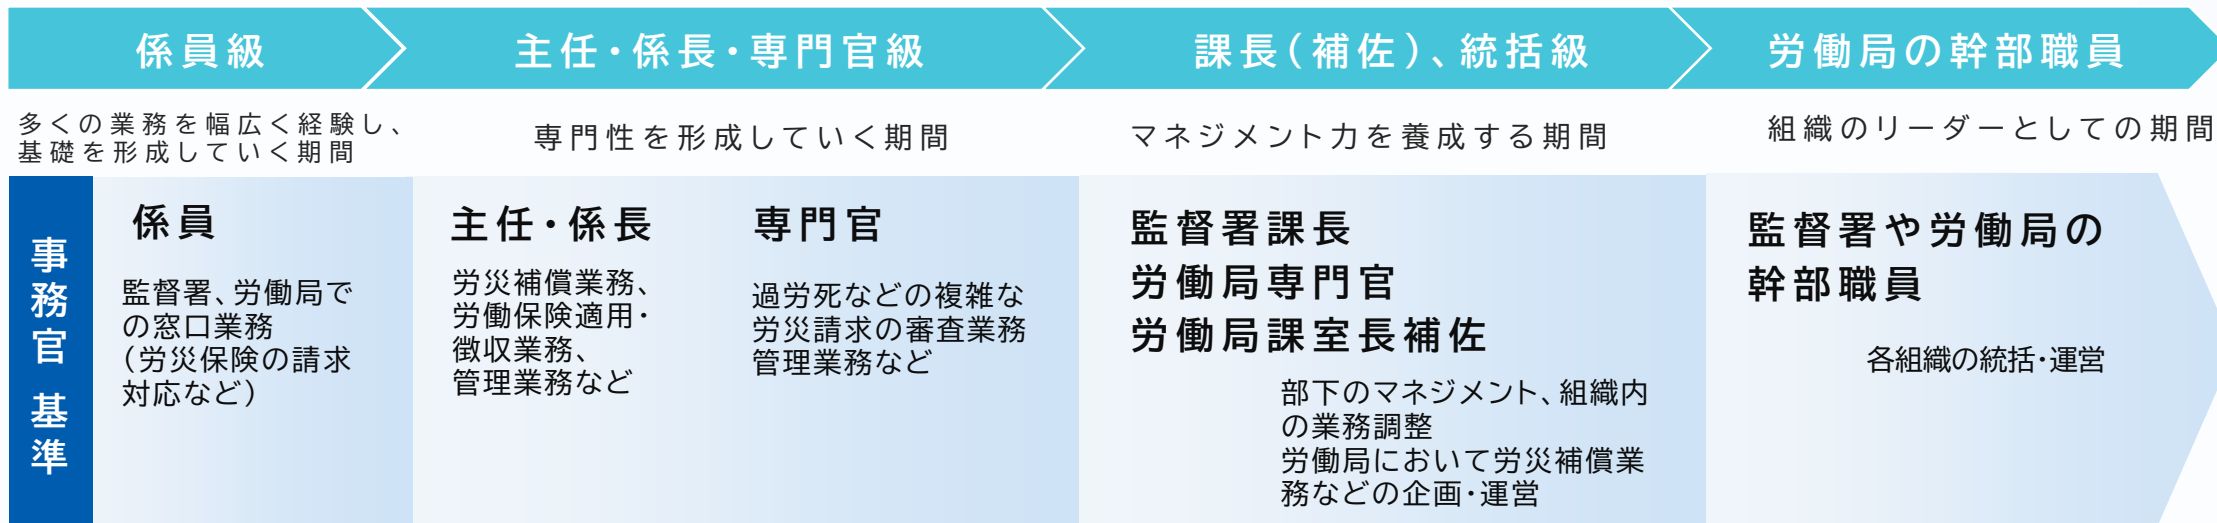 係員級
主任・係長・専門官級
課長（補佐）、統括級
労働局の幹部職員
多くの業務を幅広く経験し、
基礎を形成していく期間
専門性を形成していく期間
マネジメント力を養成する期間
組織のリーダーとしての期間
事務官 基準
係員
監督署、労働局で
の窓口業務
（労災保険の請求
対応など）
主任・係長
労災補償業務、
労働保険適用・
徴収業務、
管理業務など
専門官
過労死などの複雑な
労災請求の審査業務
管理業務など
監督署課長
労働局専門官
労働局課室長補佐
部下のマネジメント、組織内
の業務調整
労働局において労災補償業
務などの企画・運営
監督署や労働局の
幹部職員
各組織の統括・運営